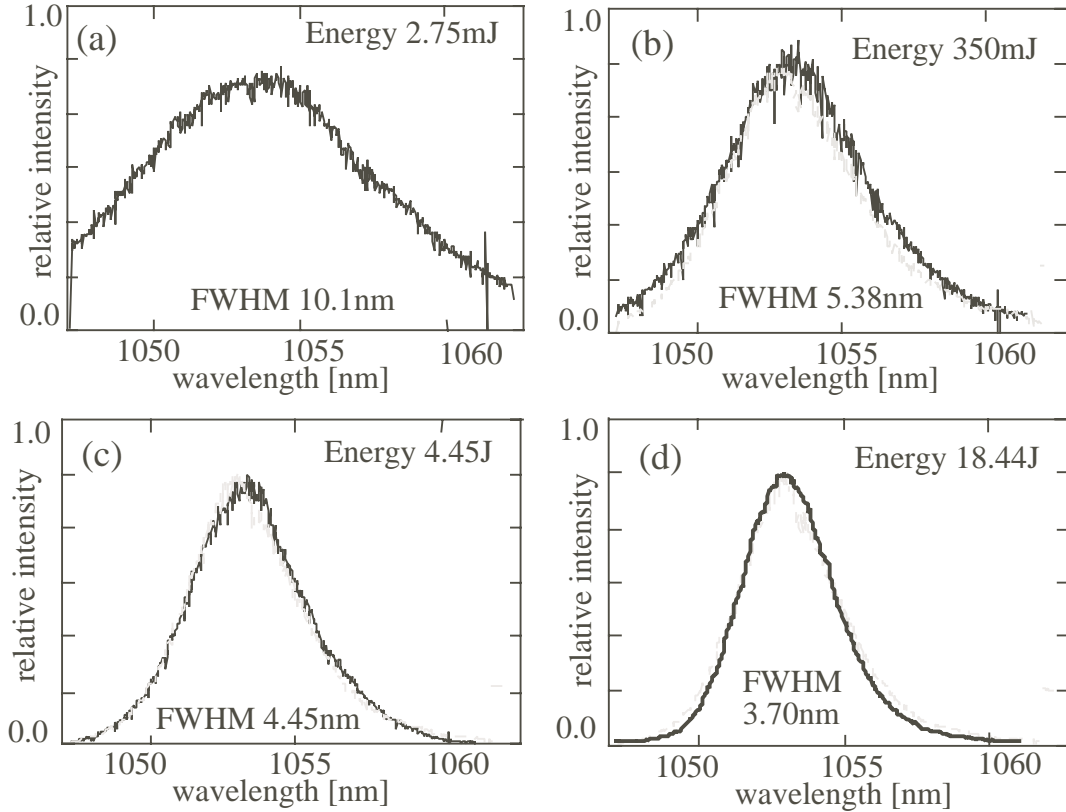 1.0
(a)
Energy 2.75mJ
relative intensity
FWHM 10.1nm
0.0
1050
1055
1060
wavelength [nm]
1.0
(b)
Energy 350mJ
relative intensity
FWHM 5.38nm
0.0
1050
1055
1060
wavelength [nm]
1.0
(c)
Energy 4.45J
relative intensity
FWHM 4.45nm
0.0
1050
1055
1060
wavelength [nm]
1.0
(d)
Energy 18.44J
relative intensity
FWHM
3.70nm
0.0
1050
1055
1060
wavelength [nm]